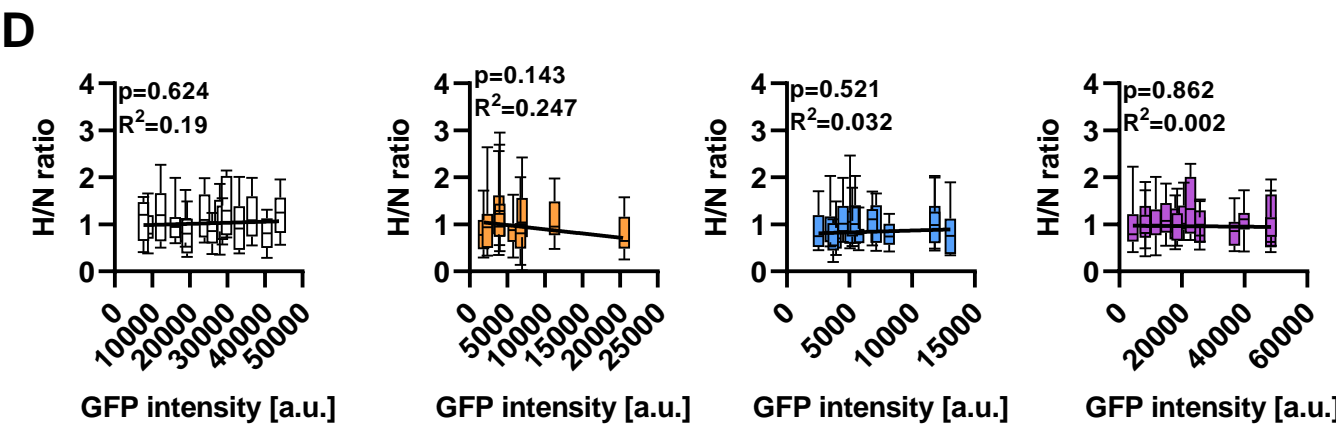 D
p=0.624
R²=0.19
H/N ratio
4
3
2
1
0
0
10000
20000
30000
40000
50000
GFP intensity [a.u.]
p=0.143
R²=0.247
H/N ratio
4
3
2
1
0
0
5000
10000
15000
20000
25000
GFP intensity [a.u.]
p=0.521
R²=0.032
H/N ratio
4
3
2
1
0
0
5000
10000
15000
GFP intensity [a.u.]
p=0.862
R²=0.002
H/N ratio
4
3
2
1
0
0
20000
40000
60000
GFP intensity [a.u.]